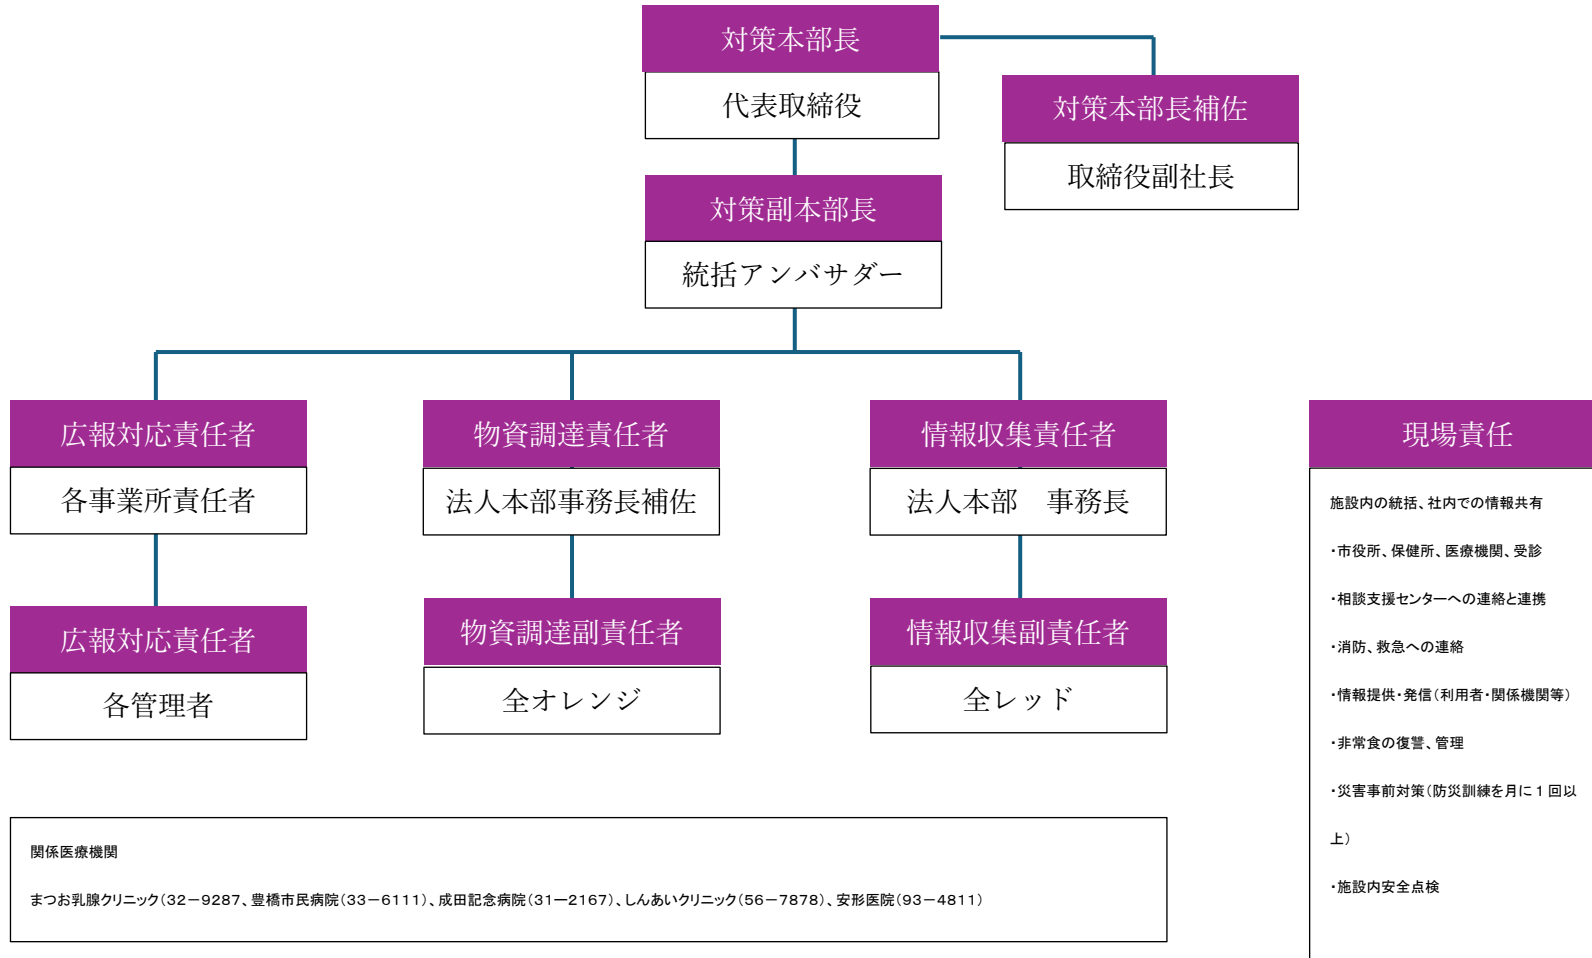 対策本部長
代表取締役
対策本部長補佐
取締役副社長
対策副本部長
統括アンバサダー
広報対応責任者
各事業所責任者
物資調達責任者
法人本部事務長補佐
情報収集責任者
法人本部　事務長
広報対応責任者
各管理者
物資調達副責任者
全オレンジ
情報収集副責任者
全レッド
現場責任
施設内の統括、社内での情報共有
・市役所、保健所、医療機関、受診
・相談支援センターへの連絡と連携
・消防、救急への連絡
・情報提供・発信（利用者・関係機関等）
・非常食の復讐、管理
・災害事前対策（防災訓練を月に１回以
上）
・施設内安全点検
関係医療機関
まつお乳腺クリニック（３２－９２８７、豊橋市民病院（３３－６１１１）、成田記念病院（３１ー２１６７）、しんあいクリニック（５６－７８７８）、安形医院（９３－４８１１）